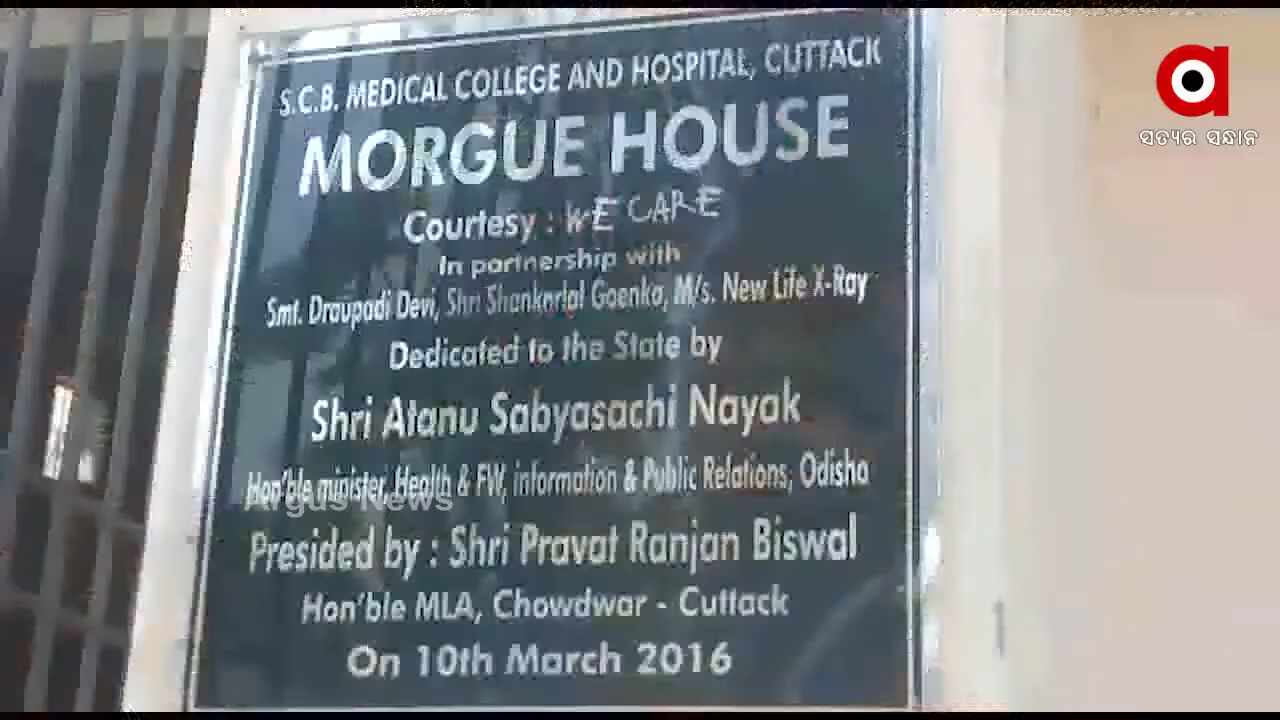 S.C.B. MEDICAL COLLEGE AND HOSPITAL, CUTTACK
MORGUE HOUSE
Courtesy : WE CARE
In partnership with
Smt. Draupadi Devi, Shri Shankarlal Goenka, M/s. New Life X-Ray
Dedicated to the State by
Shri Atanu Sabyasachi Nayak
Hon'ble minister, Health & FW, information & Public Relations, Odisha
Argus News
Presided by : Shri Pravat Ranjan Biswal
Hon'ble MLA, Chowdwar - Cuttack
On 10th March 2016
ସତ୍ୟର ସନ୍ଧାନ